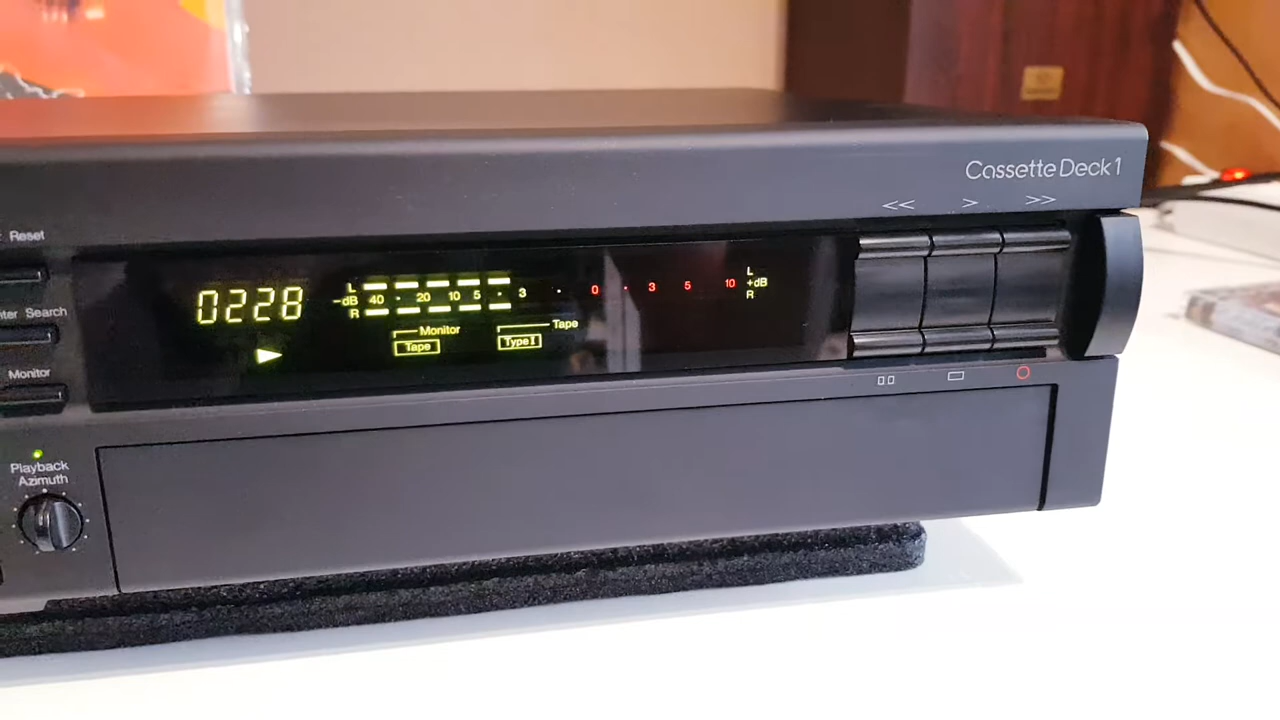 Cassette Deck 1
<< > >>
Reset
Search
Monitor
0228
L
-dB 40 · 20 10 5 · 3 · 0 · 3 5 10 +dB
R
L
R
Monitor
Tape
Tape
Type I
Playback
Azimuth